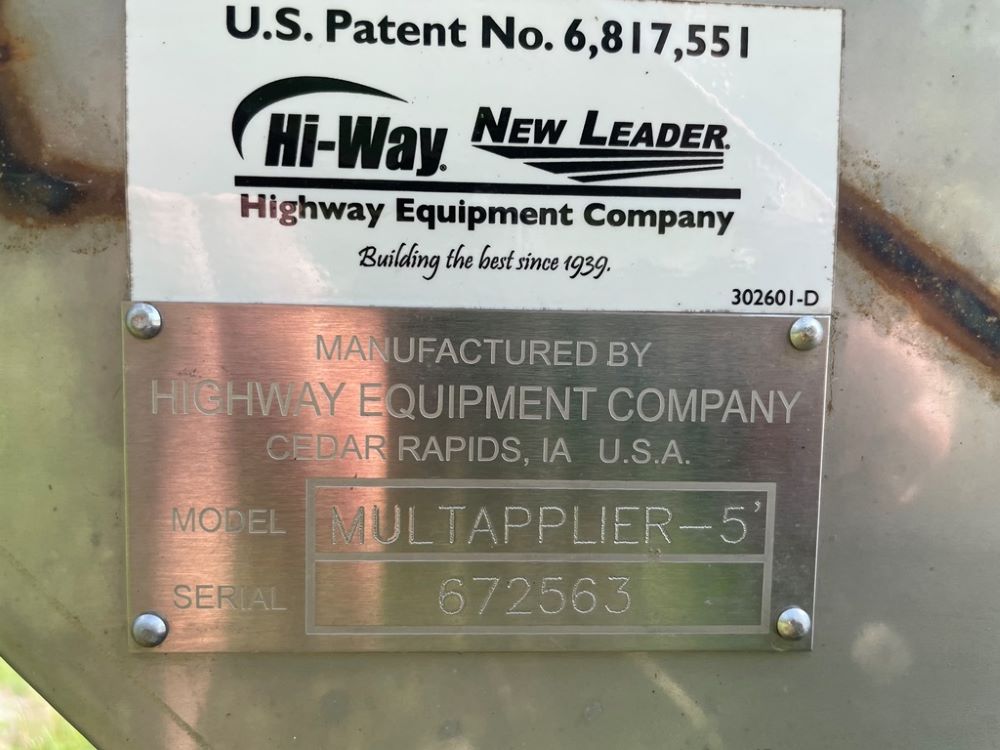 U.S. Patent No. 6,817,551
Hi-Way. NEW LEADER.
Highway Equipment Company
Building the best since 1939.
302601-D
MANUFACTURED BY
HIGHWAY EQUIPMENT COMPANY
CEDAR RAPIDS, IA U.S.A.
MODEL MULTAPPLIER-5'
SERIAL 672563